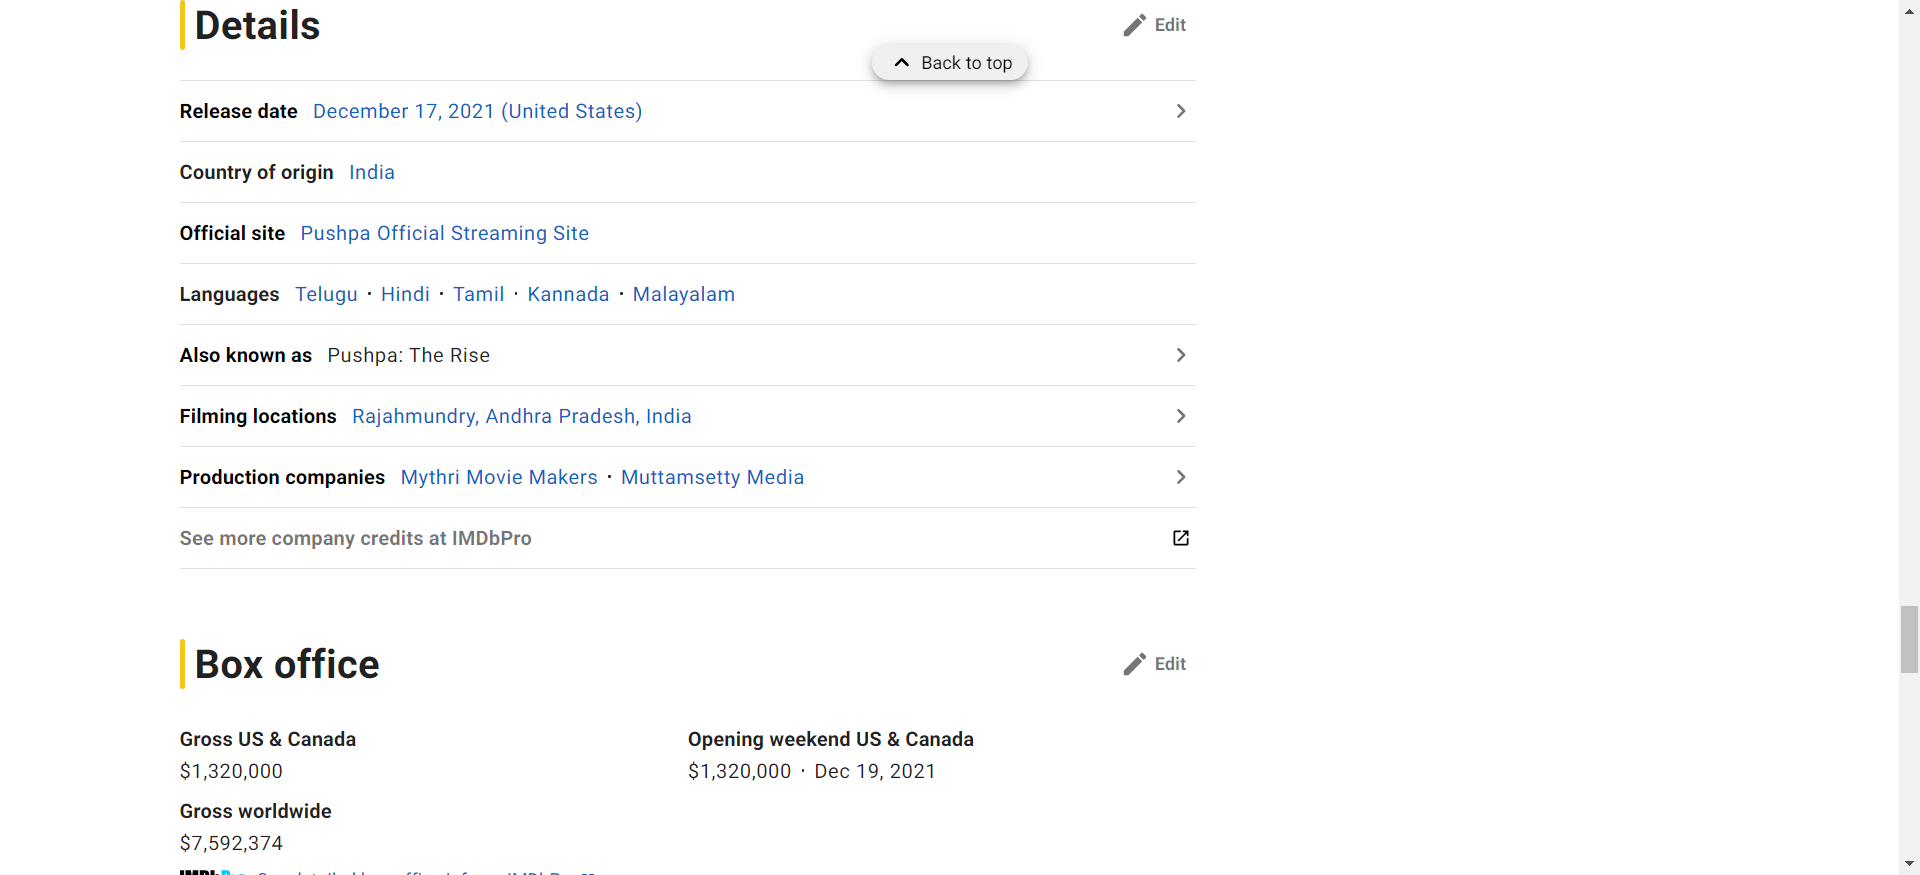 Details
Edit
Back to top
Release date December 17, 2021 (United States)
Country of origin India
Official site Pushpa Official Streaming Site
Languages Telugu · Hindi · Tamil · Kannada · Malayalam
Also known as Pushpa: The Rise
Filming locations Rajahmundry, Andhra Pradesh, India
Production companies Mythri Movie Makers · Muttamsetty Media
See more company credits at IMDbPro
Box office
Edit
Gross US & Canada
$1,320,000
Opening weekend US & Canada
$1,320,000 · Dec 19, 2021
Gross worldwide
$7,592,374